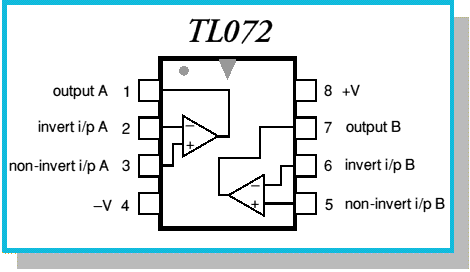 TL072
output A 1
invert i/p A 2
non-invert i/p A 3
–V 4
8 +V
7 output B
6 invert i/p B
5 non-invert i/p B
–
+
–
+